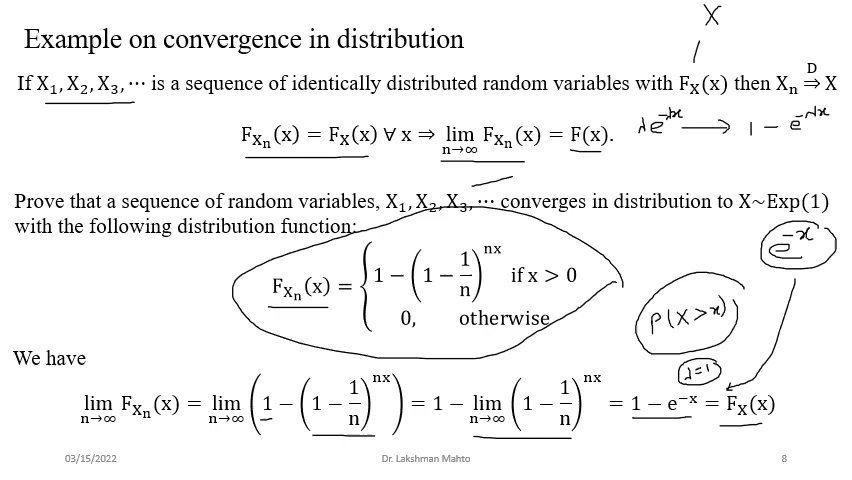 X
Example on convergence in distribution
If X₁, X₂, X₃, ⋯ is a sequence of identically distributed random variables with F_X(x) then X_n ⇒^D X
F_{X_n}(x) = F_X(x) ∀ x ⇒ lim_{n→∞} F_{X_n}(x) = F(x). λe^{-λx} ⟶ 1 − e^{-λx}
Prove that a sequence of random variables, X₁, X₂, X₃, ⋯ converges in distribution to X~Exp(1)
with the following distribution function:
e^{-x}
F_{X_n}(x) = { 1 − (1 − 1/n)^{nx} if x > 0
0, otherwise
P(X>x)
We have
λ=1
lim_{n→∞} F_{X_n}(x) = lim_{n→∞} (1 − (1 − 1/n)^{nx}) = 1 − lim_{n→∞} (1 − 1/n)^{nx} = 1 − e^{−x} = F_X(x)
03/15/2022 Dr. Lakshman Mahto 8